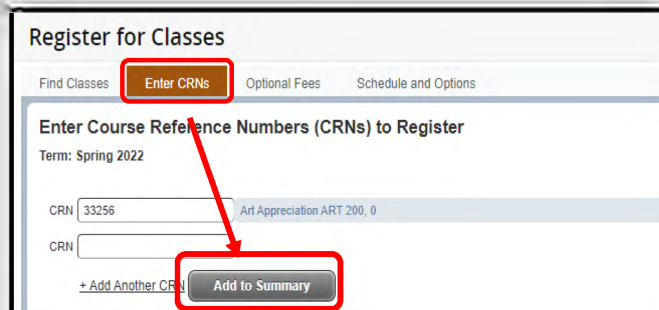 Register for Classes
Find Classes Enter CRNs Optional Fees Schedule and Options
Enter Course Reference Numbers (CRNs) to Register
Term: Spring 2022
CRN 33256 Art Appreciation ART 200, 0
CRN
+ Add Another CRN Add to Summary